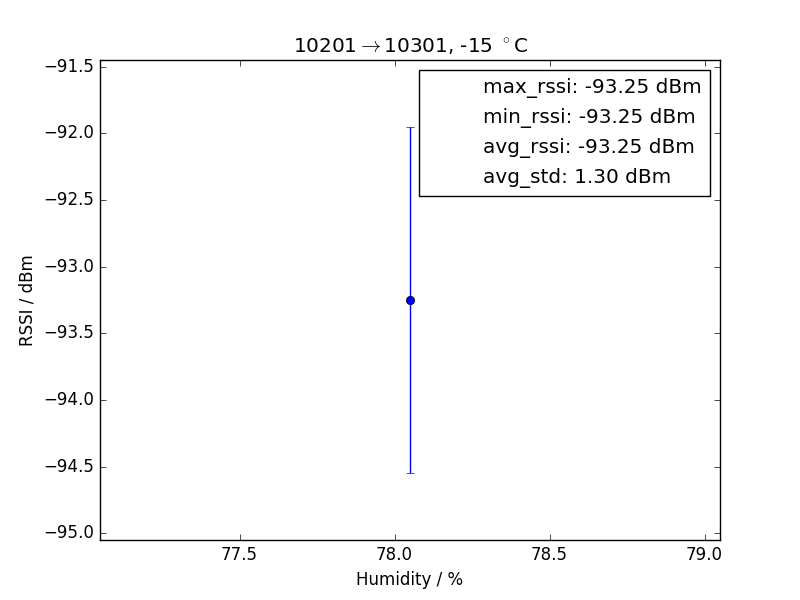 10201→10301, -15 °C
max_rssi: -93.25 dBm
min_rssi: -93.25 dBm
avg_rssi: -93.25 dBm
avg_std: 1.30 dBm
RSSI / dBm
−91.5
−92.0
−92.5
−93.0
−93.5
−94.0
−94.5
−95.0
77.5 78.0 78.5 79.0
Humidity / %